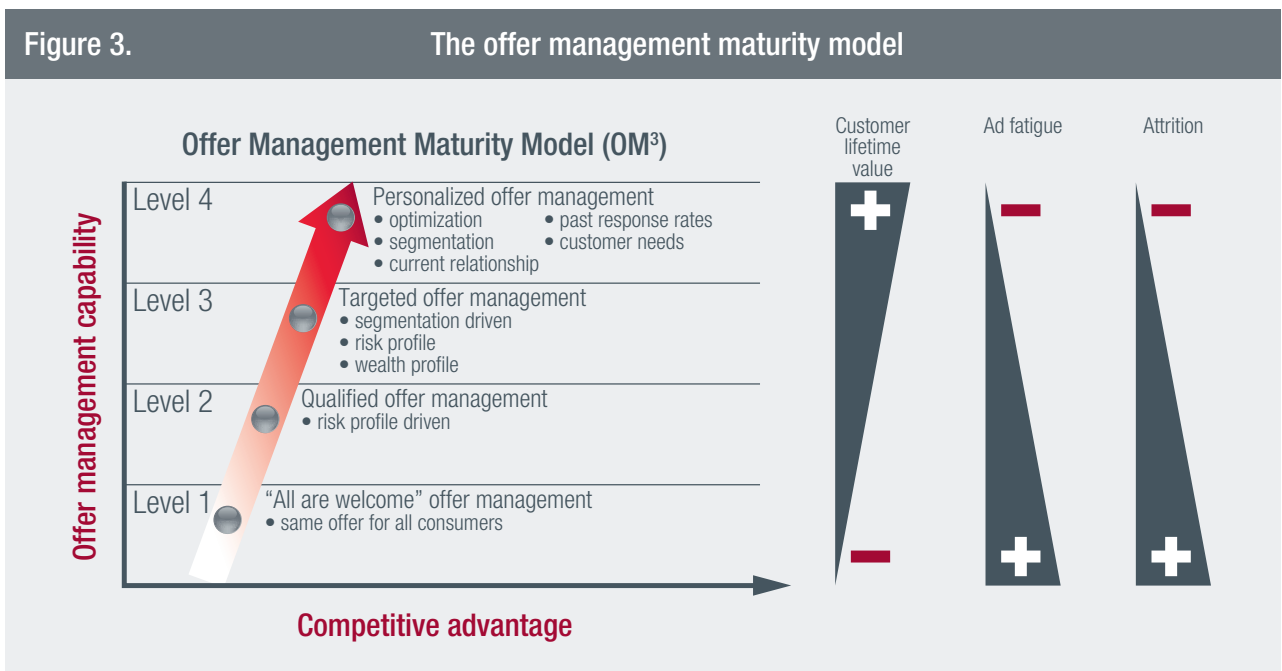 Figure 3.
The offer management maturity model
Offer Management Maturity Model (OM³)
Offer management capability
Level 4
Personalized offer management
• optimization
• past response rates
• segmentation
• customer needs
• current relationship
Level 3
Targeted offer management
• segmentation driven
• risk profile
• wealth profile
Level 2
Qualified offer management
• risk profile driven
Level 1
“All are welcome” offer management
• same offer for all consumers
Competitive advantage
Customer
lifetime
value
+
−
Ad fatigue
−
+
Attrition
−
+